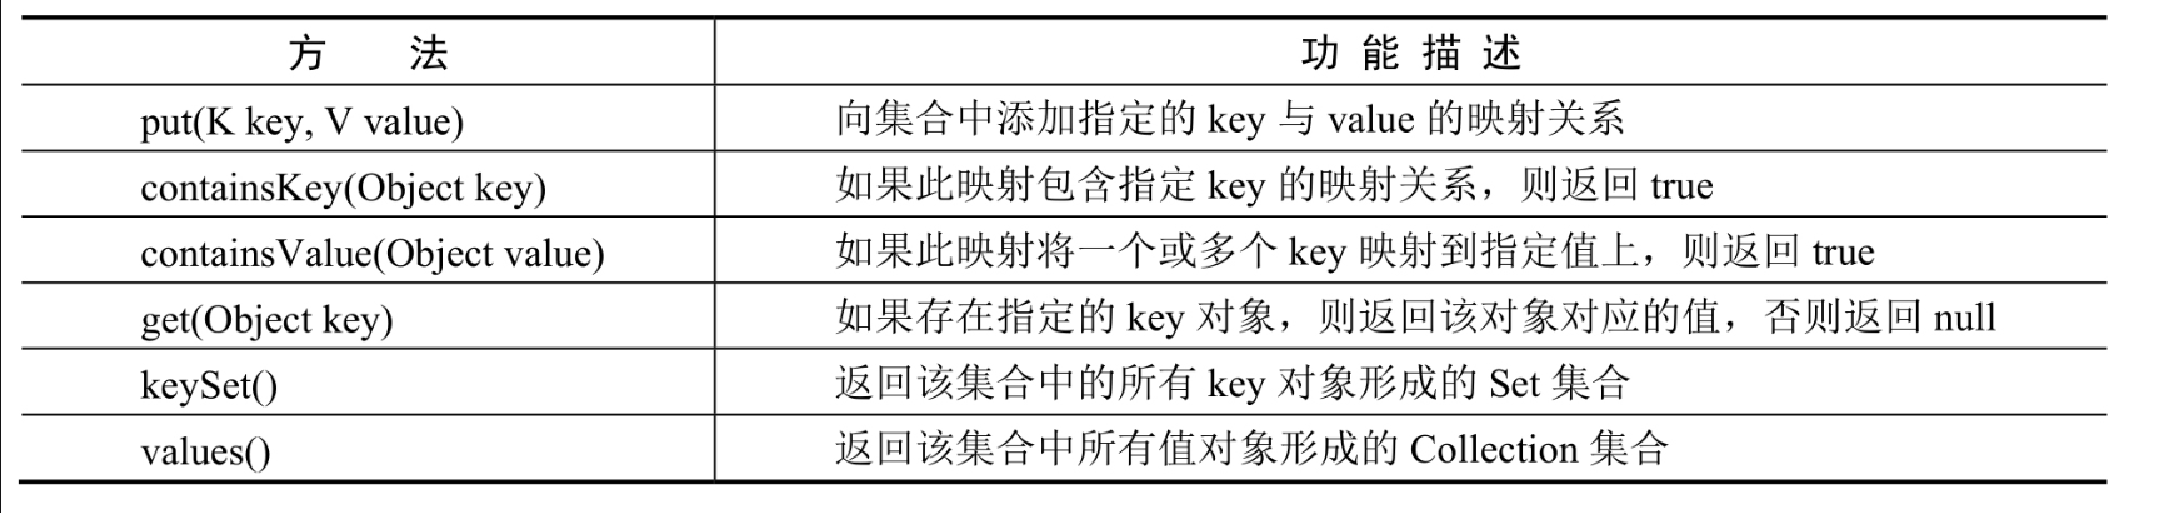 方 法 功 能 描 述
put(K key, V value) 向集合中添加指定的 key 与 value 的映射关系
containsKey(Object key) 如果此映射包含指定 key 的映射关系，则返回 true
containsValue(Object value) 如果此映射将一个或多个 key 映射到指定值上，则返回 true
get(Object key) 如果存在指定的 key 对象，则返回该对象对应的值，否则返回 null
keySet() 返回该集合中的所有 key 对象形成的 Set 集合
values() 返回该集合中所有值对象形成的 Collection 集合